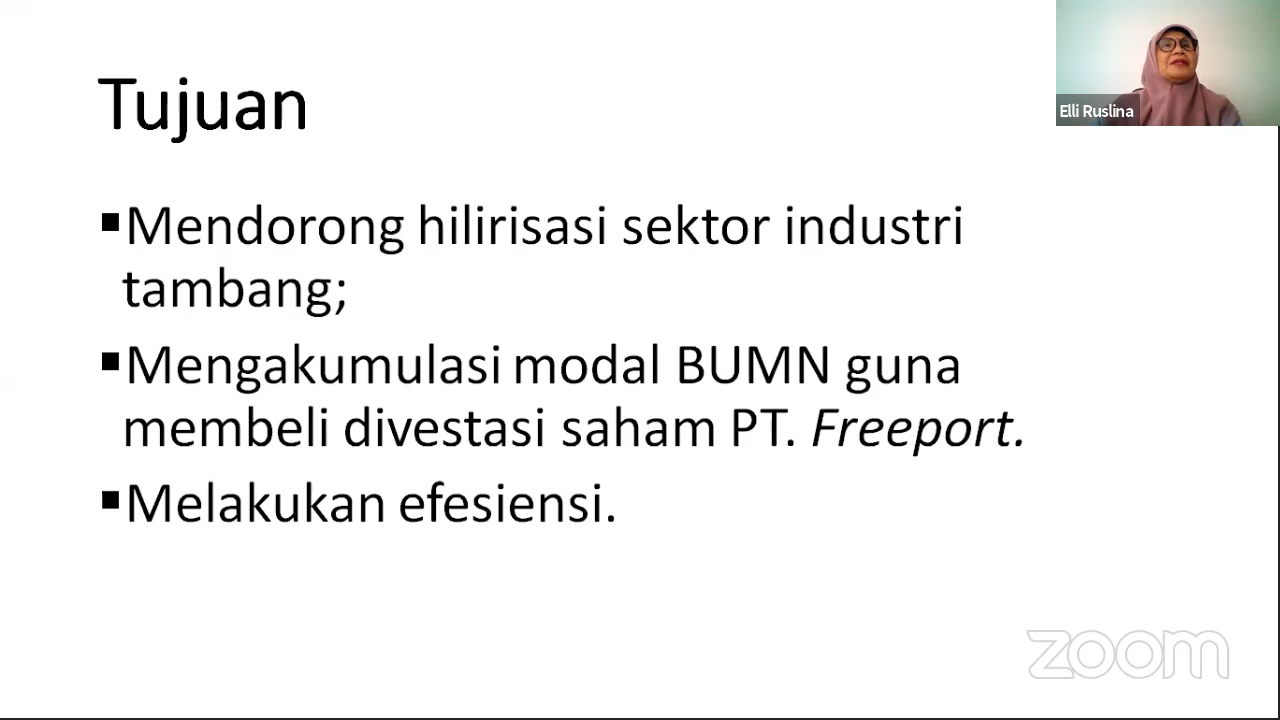 Tujuan
Elli Ruslina
▪Mendorong hilirisasi sektor industri
tambang;
▪Mengakumulasi modal BUMN guna
membeli divestasi saham PT. Freeport.
▪Melakukan efesiensi.
zoom